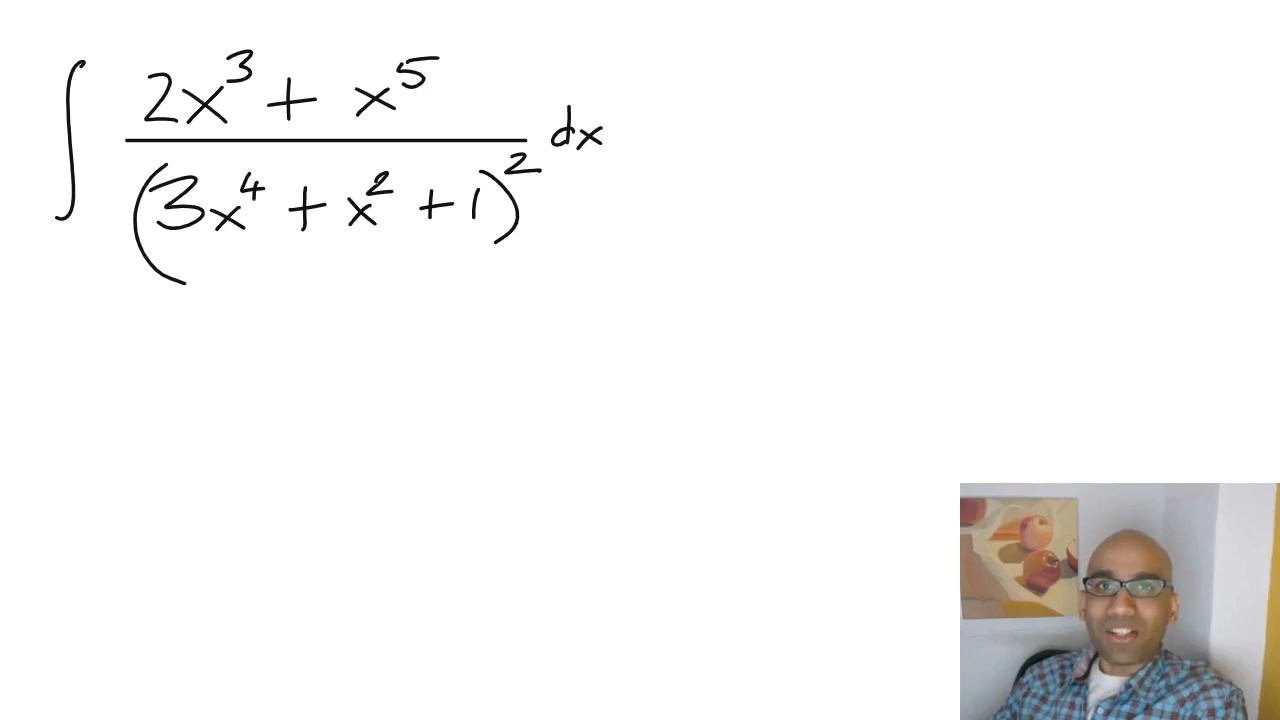 ∫ (2x³ + x⁵) / (3x⁴ + x² + 1)² dx